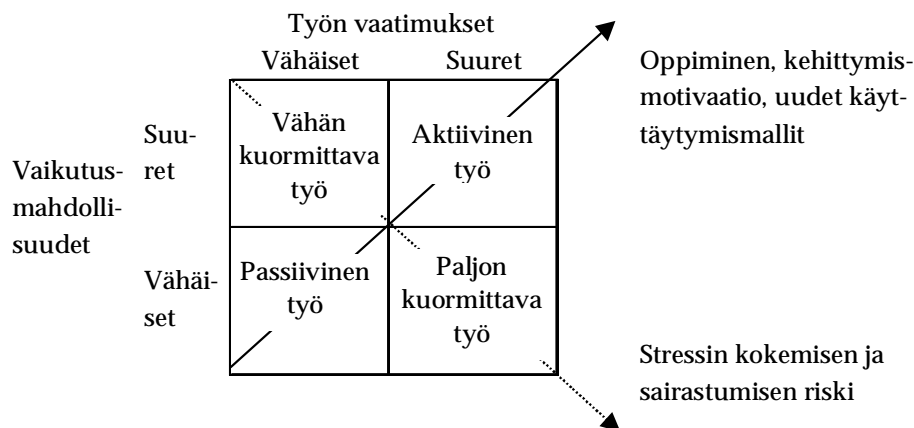 Työn vaatimukset
Vähäiset
Suuret
Oppiminen, kehittymis-
motivaatio, uudet käyt-
täytymismallit
Vaikutus-
mahdolli-
suudet
Suu-
ret
Vähän
kuormittava
työ
Aktiivinen
työ
Vähäi-
set
Passiivinen
työ
Paljon
kuormittava
työ
Stressin kokemisen ja
sairastumisen riski